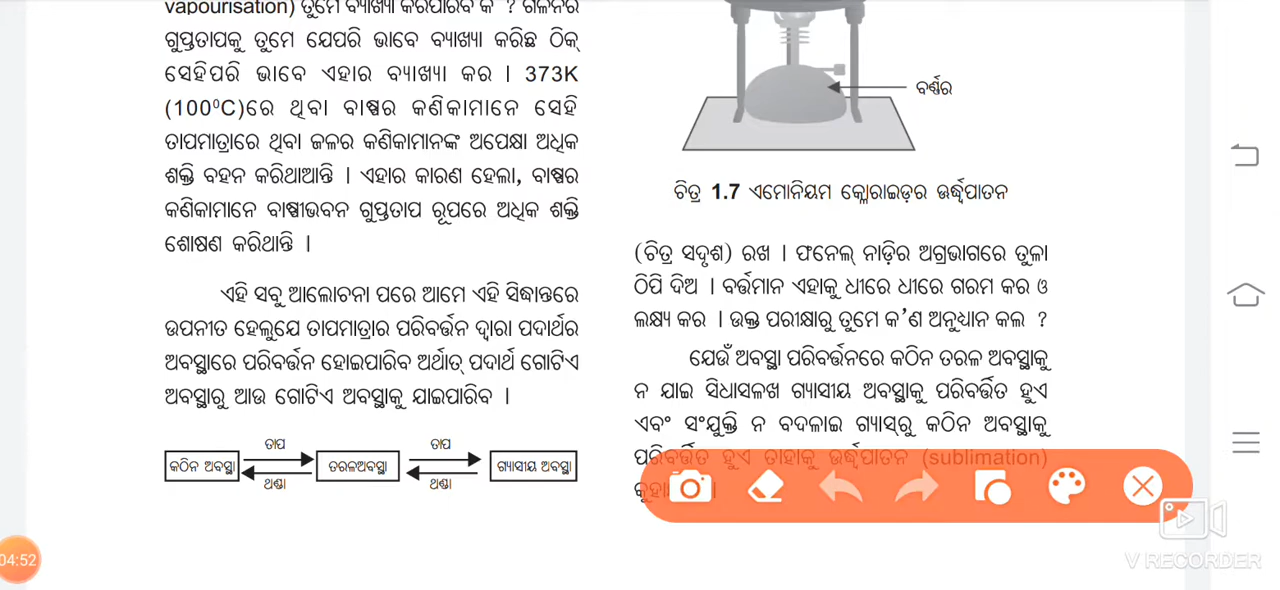 vapourisation) ତୁମେ ବ୍ୟାଖ୍ୟା କରିପାରିବ କି ? ଗଳନର
ଗୁପ୍ତତାପକୁ ତୁମେ ଯେପରି ଭାବେ ବ୍ୟାଖ୍ୟା କରିଛ ଠିକ୍
ସେହିପରି ଭାବେ ଏହାର ବ୍ୟାଖ୍ୟା କର । 373K
(100⁰C)ରେ ଥିବା ବାଷ୍ପର କଣିକାମାନେ ସେହି
ତାପମାତ୍ରାରେ ଥିବା ଜଳର କଣିକାମାନଙ୍କ ଅପେକ୍ଷା ଅଧିକ
ଶକ୍ତି ବହନ କରିଥାଆନ୍ତି । ଏହାର କାରଣ ହେଲା, ବାଷ୍ପର
କଣିକାମାନେ ବାଷ୍ପୀଭବନ ଗୁପ୍ତତାପ ରୂପରେ ଅଧିକ ଶକ୍ତି
ଶୋଷଣ କରିଥାନ୍ତି ।
ଏହି ସବୁ ଆଲୋଚନା ପରେ ଆମେ ଏହି ସିଦ୍ଧାନ୍ତରେ
ଉପନୀତ ହେଲୁଯେ ତାପମାତ୍ରାର ପରିବର୍ତ୍ତନ ଦ୍ୱାରା ପଦାର୍ଥର
ଅବସ୍ଥାରେ ପରିବର୍ତ୍ତନ ହୋଇପାରିବ ଅର୍ଥାତ୍ ପଦାର୍ଥ ଗୋଟିଏ
ଅବସ୍ଥାରୁ ଆଉ ଗୋଟିଏ ଅବସ୍ଥାକୁ ଯାଇପାରିବ ।
ତାପ ତାପ
କଠିନ ଅବସ୍ଥା ତରଳଅବସ୍ଥା ଗ୍ୟାସୀୟ ଅବସ୍ଥା
ଥଣ୍ଡା ଥଣ୍ଡା
ବର୍ଣ୍ଣର
ଚିତ୍ର 1.7 ଏମୋନିୟମ କ୍ଳୋରାଇଡ଼ର ଊର୍ଦ୍ଧ୍ୱପାତନ
(ଚିତ୍ର ସଦୃଶ) ରଖ । ଫନେଲ୍ ନାଡ଼ିର ଅଗ୍ରଭାଗରେ ତୁଳା
ଠିପି ଦିଅ । ବର୍ତ୍ତମାନ ଏହାକୁ ଧୀରେ ଧୀରେ ଗରମ କର ଓ
ଲକ୍ଷ୍ୟ କର । ଉକ୍ତ ପରୀକ୍ଷାରୁ ତୁମେ କ'ଣ ଅନୁଧ୍ୟାନ କଲ ?
ଯେଉଁ ଅବସ୍ଥା ପରିବର୍ତ୍ତନରେ କଠିନ ତରଳ ଅବସ୍ଥାକୁ
ନ ଯାଇ ସିଧାସଳଖ ଗ୍ୟାସୀୟ ଅବସ୍ଥାକୁ ପରିବର୍ତ୍ତିତ ହୁଏ
ଏବଂ ସଂଯୁକ୍ତି ନ ବଦଳାଇ ଗ୍ୟାସ୍‌ରୁ କଠିନ ଅବସ୍ଥାକୁ
ପରିବର୍ତ୍ତିତ ହୁଏ ତାହାକୁ ଊର୍ଦ୍ଧ୍ୱପାତନ (sublimation)
04:52
V RECORDER